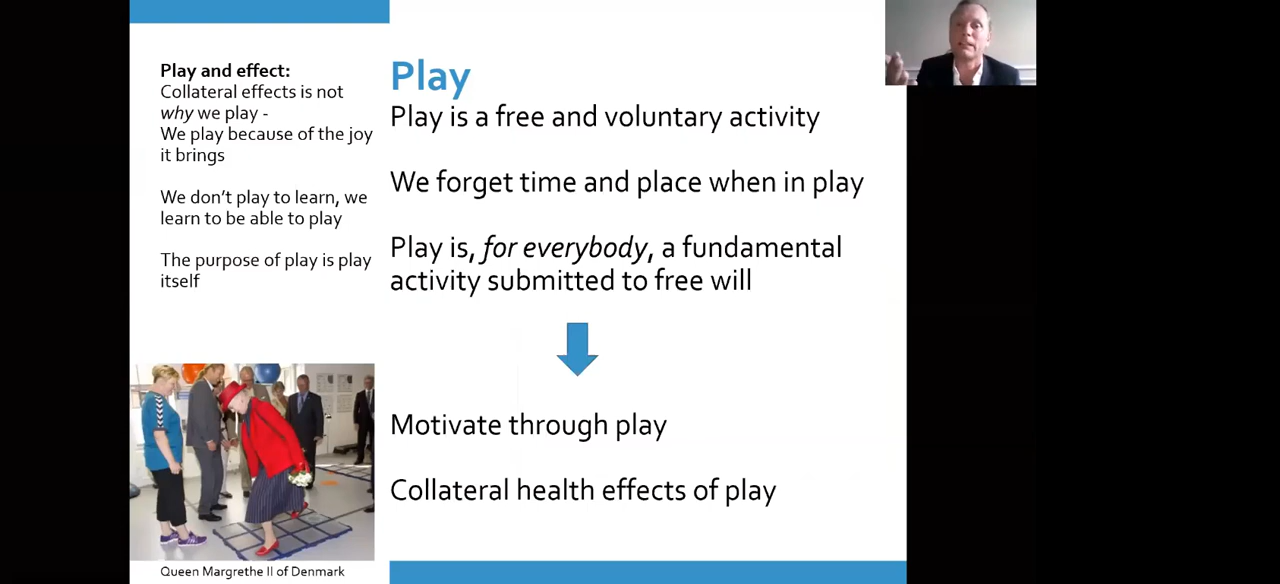 Play and effect:
Collateral effects is not
why we play -
We play because of the joy
it brings
We don't play to learn, we
learn to be able to play
The purpose of play is play
itself
Play
Play is a free and voluntary activity
We forget time and place when in play
Play is, for everybody, a fundamental
activity submitted to free will
Motivate through play
Collateral health effects of play
Queen Margrethe II of Denmark